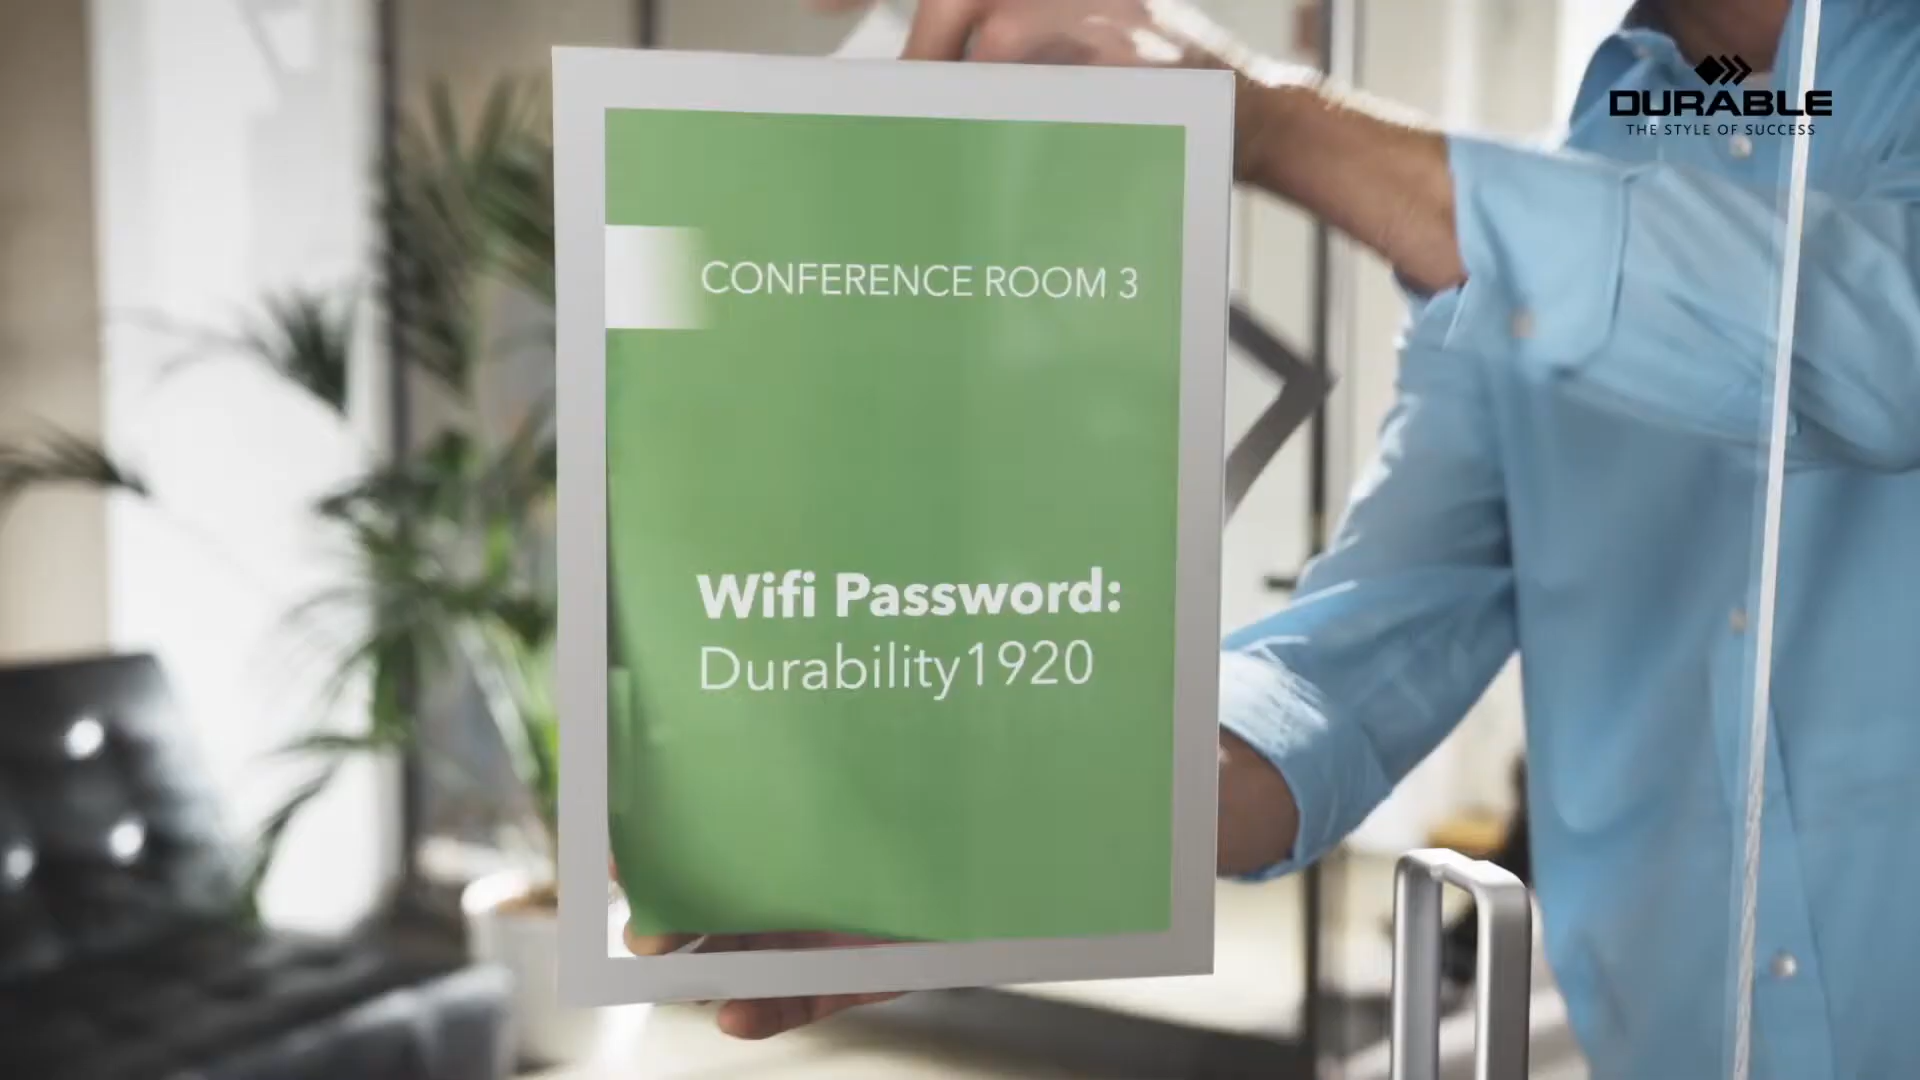 DURABLE
THE STYLE OF SUCCESS
CONFERENCE ROOM 3
Wifi Password:
Durability1920